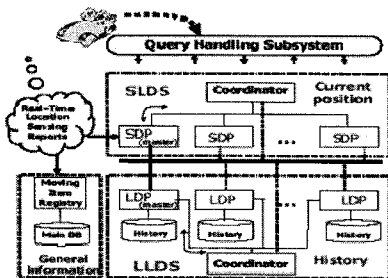 Query Handling Subsystem
SLDS
Coordinator
Current
position
Real-Time
Location
Sensing
Reports
SDP
(master)
SDP
...
SDP
Moving
Item
Registry
Main DB
General
Information
LDP
(master)
LDP
...
LDP
History
History
History
LLDS
Coordinator
History